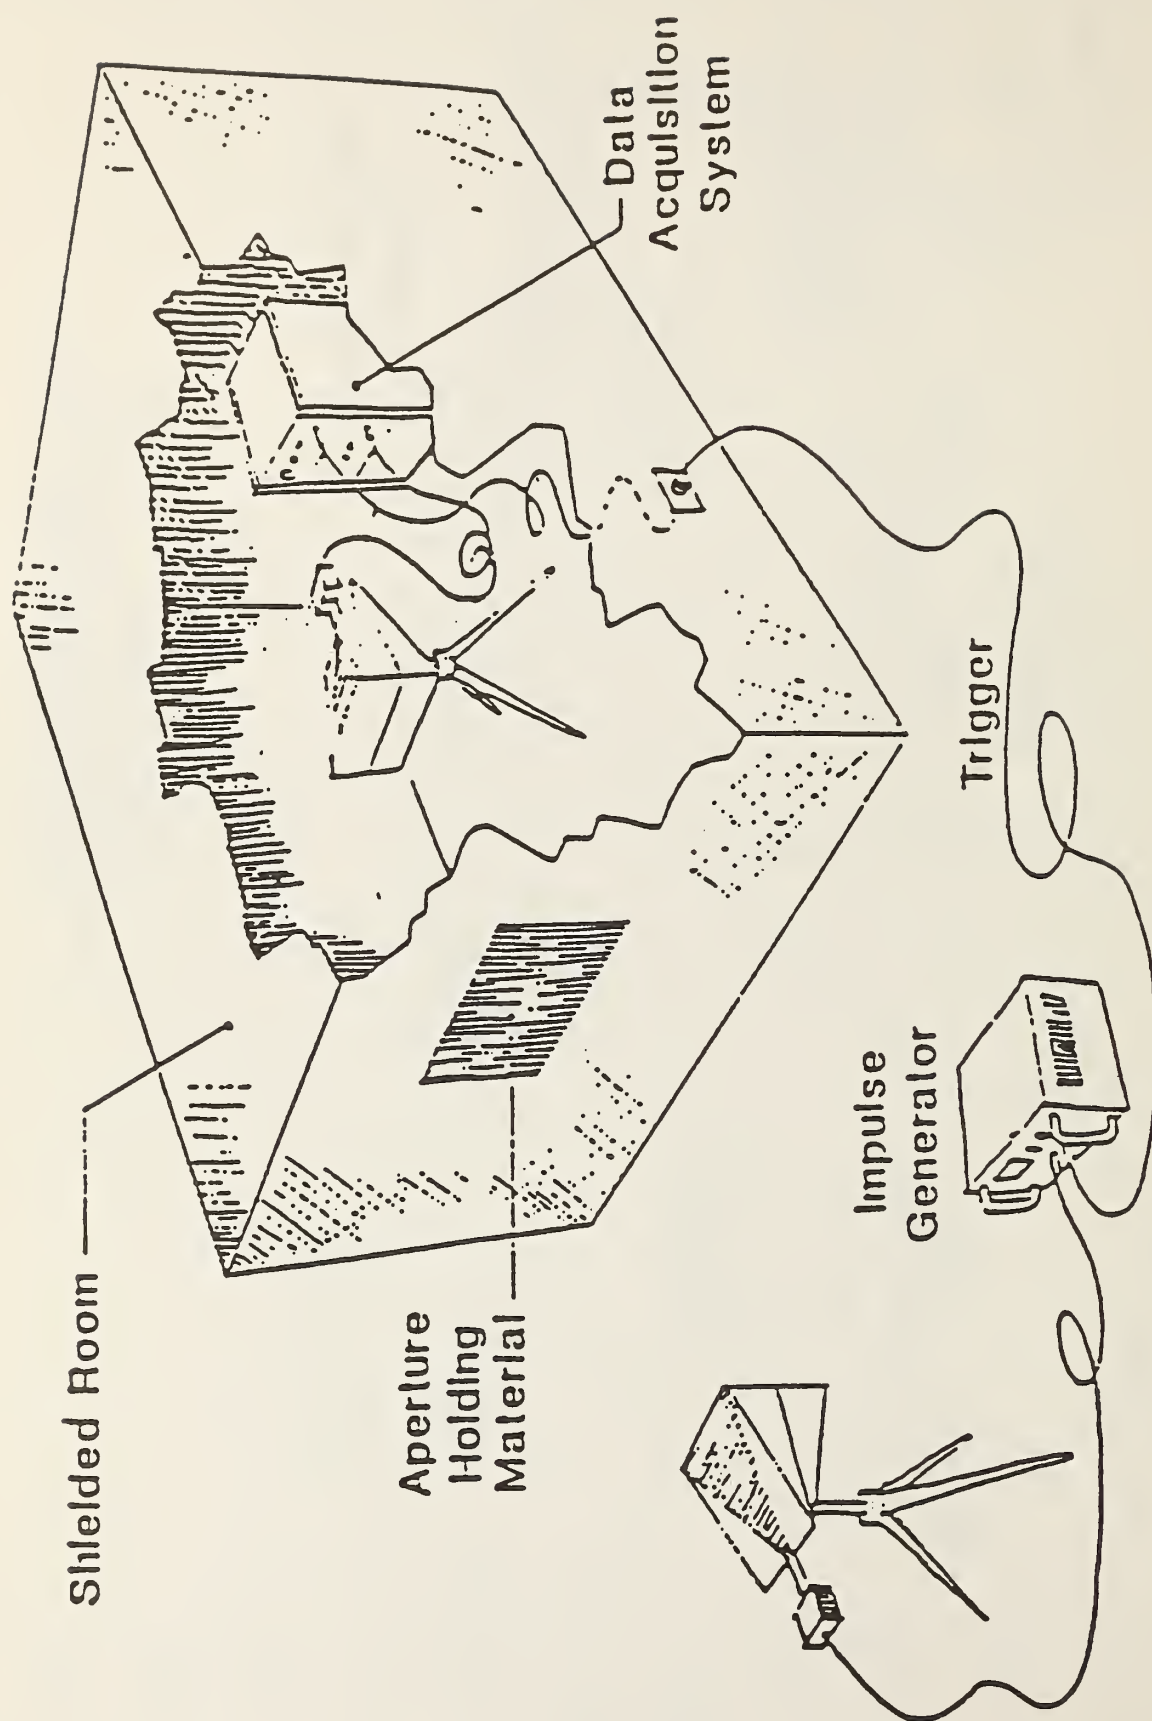 Shielded Room
Aperture
Holding
Material
Data
Acquisition
System
Trigger
Impulse
Generator